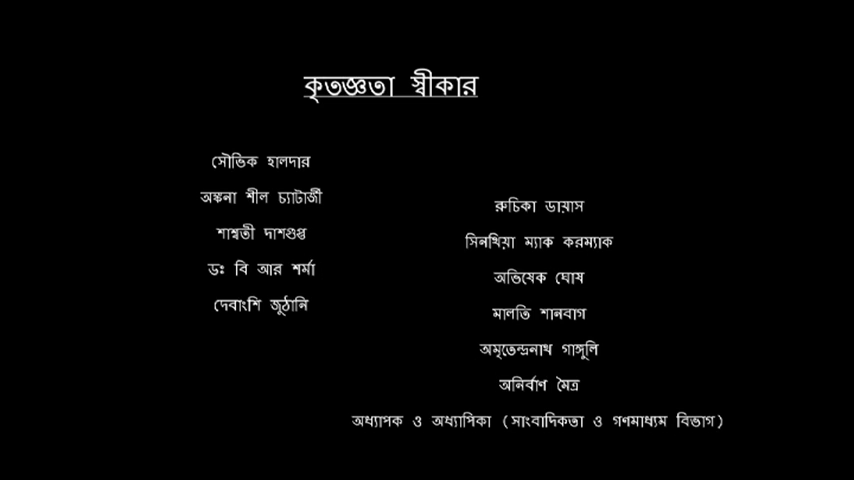 কৃতজ্ঞতা স্বীকার
সৌভিক হালদার
অঙ্কনা শীল চ্যাটার্জী
শাশ্বতী দাশগুপ্ত
ডঃ বি আর শর্মা
দেবাংশি জুঠানি
রুচিকা ডায়াস
সিনথিয়া ম্যাক করম্যাক
অভিষেক ঘোষ
মালতি শানবাগ
অমৃতেন্দ্রনাথ গাঙ্গুলি
অনির্বাণ মৈত্র
অধ্যাপক ও অধ্যাপিকা (সাংবাদিকতা ও গণমাধ্যম বিভাগ)